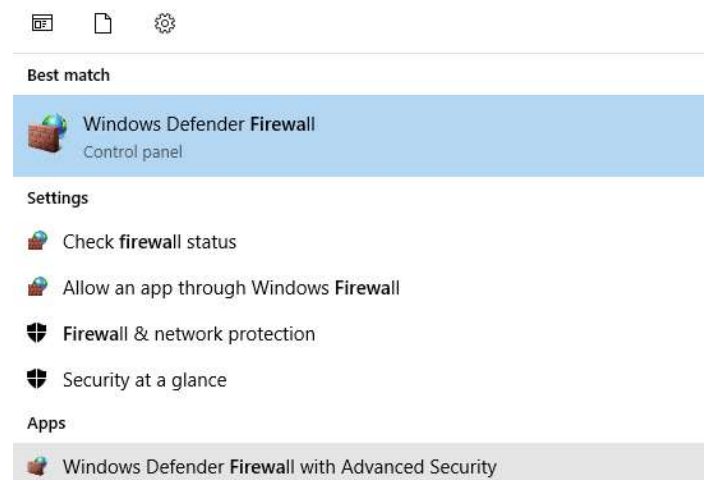 Best match
Windows Defender Firewall
Control panel
Settings
Check firewall status
Allow an app through Windows Firewall
Firewall & network protection
Security at a glance
Apps
Windows Defender Firewall with Advanced Security